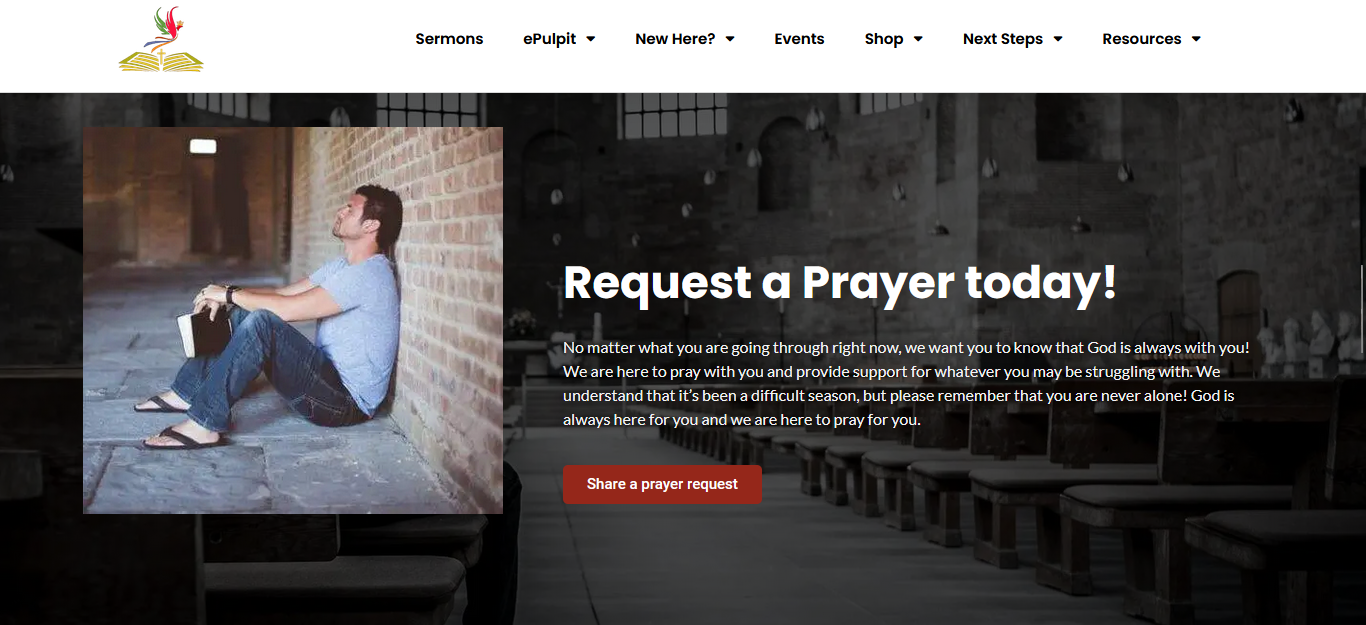 Sermons ePulpit New Here? Events Shop Next Steps Resources
Request a Prayer today!
No matter what you are going through right now, we want you to know that God is always with you!
We are here to pray with you and provide support for whatever you may be struggling with. We
understand that it’s been a difficult season, but please remember that you are never alone! God is
always here for you and we are here to pray for you.
Share a prayer request